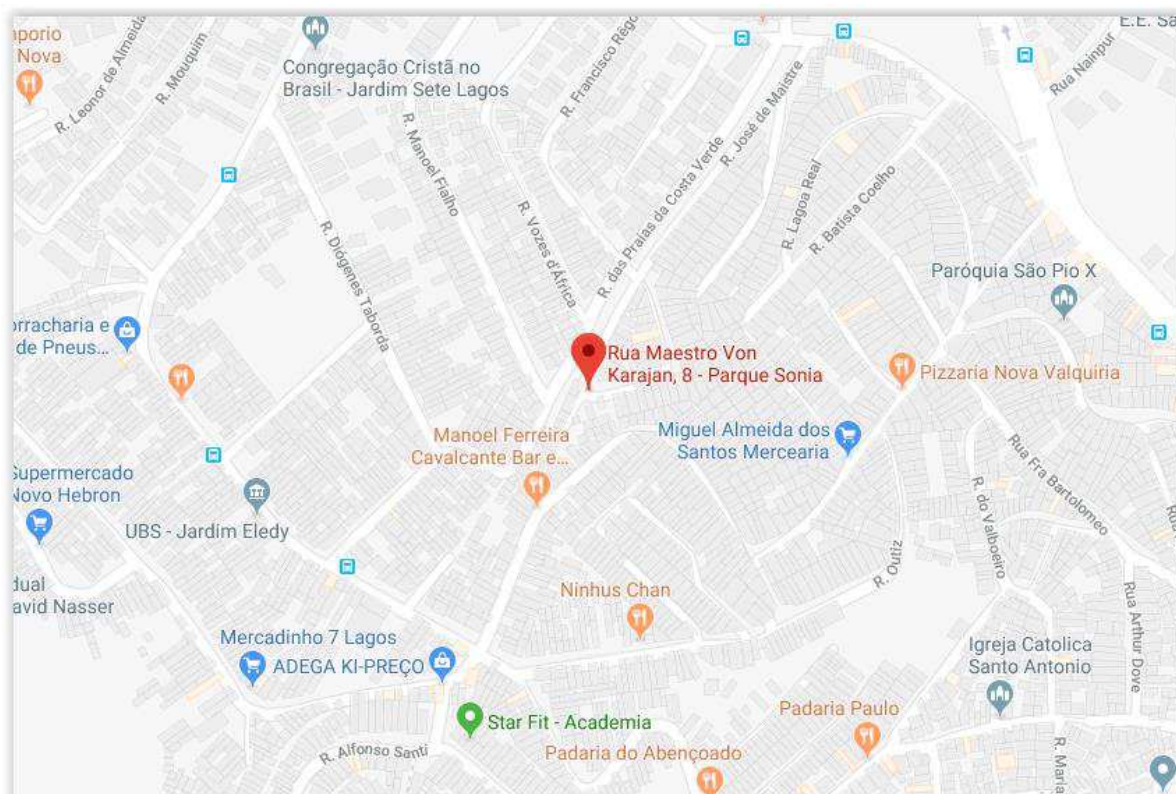 mporio
Nova
R. Leonor de Almeida
R. Mouquim
Congregação Cristã no
Brasil - Jardim Sete Lagos
R. Francisco Rêgo
E.E. Sa
Rua Nainpur
R. Manoel Fialho
R. José de Maistre
R. Vozes d'África
R. das Praias da Costa Verde
R. Lagoa Real
R. Batista Coelho
R. Diógenes Taborda
Paróquia São Pio X
orracharia e
de Pneus...
Rua Maestro Von
Karajan, 8 - Parque Sonia
Pizzaria Nova Valquiria
Manoel Ferreira
Cavalcante Bar e...
Miguel Almeida dos
Santos Mercearia
Rua Fra Bartolomeo
Supermercado
Novo Hebron
UBS - Jardim Eledy
R. do Valboeiro
R. Outiz
dual
avid Nasser
Ninhus Chan
Rua Arthur Dove
Mercadinho 7 Lagos
ADEGA KI-PREÇO
Igreja Catolica
Santo Antonio
Star Fit - Academia
Padaria Paulo
R. Alfonso Santi
Padaria do Abençoado
R. Maria